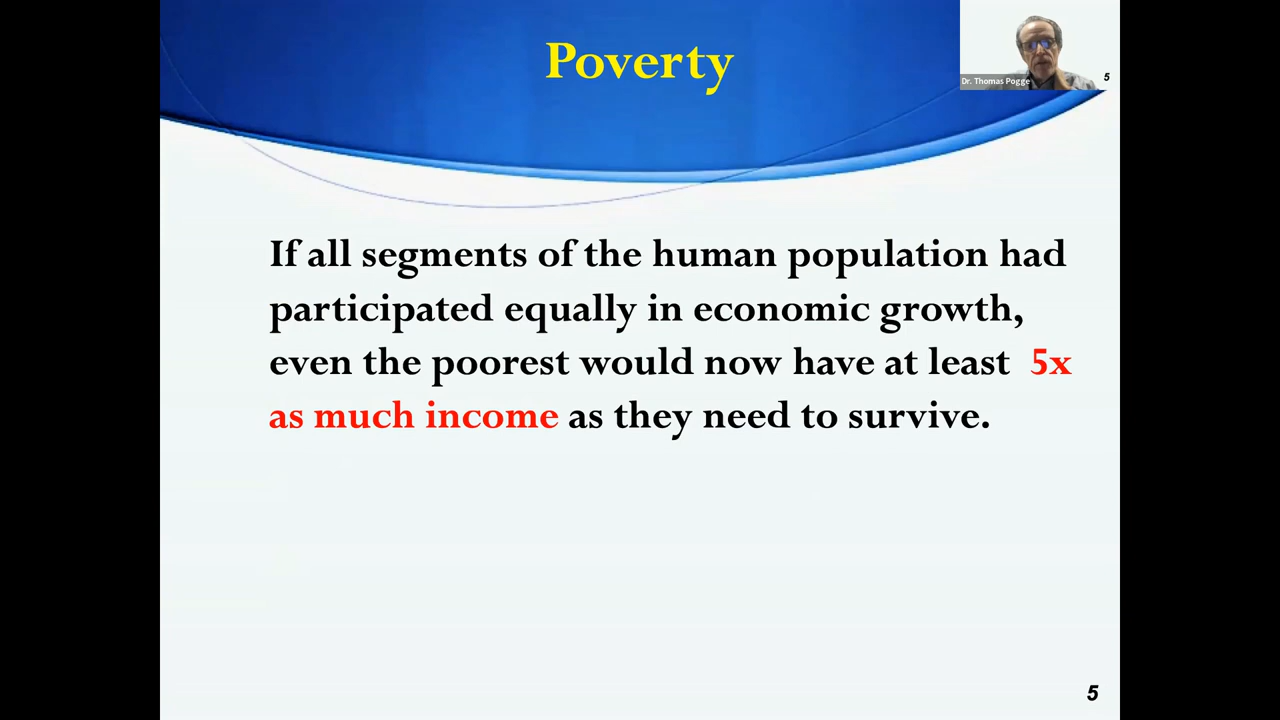 Poverty
Dr. Thomas Pogge
5
If all segments of the human population had
participated equally in economic growth,
even the poorest would now have at least 5x
as much income as they need to survive.
5